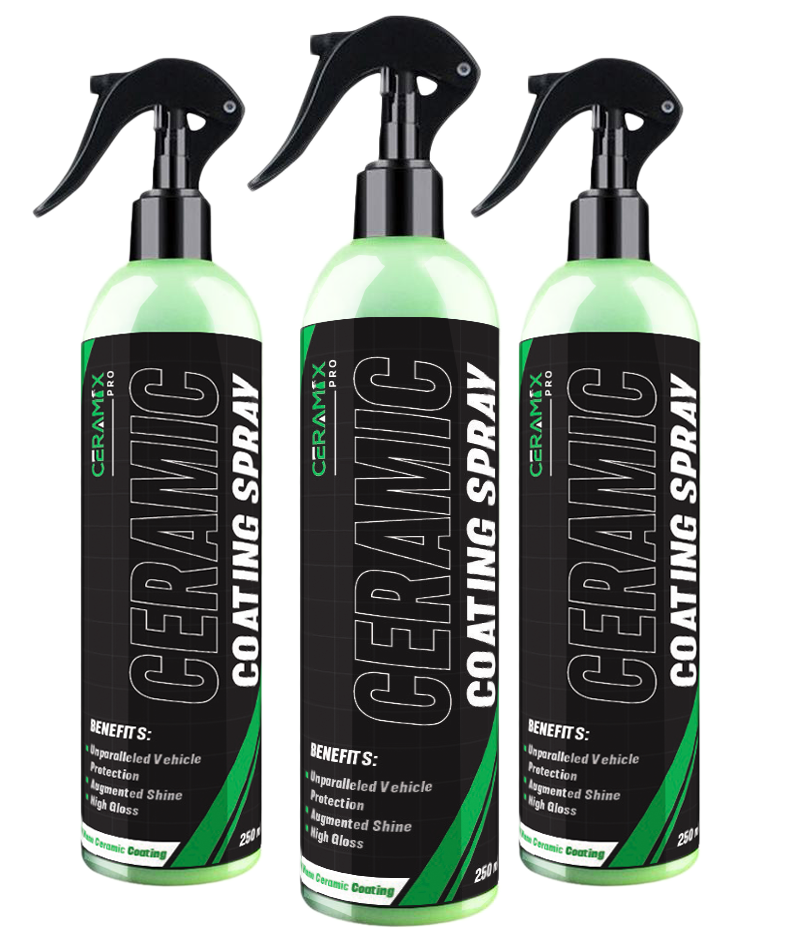 CERAMIX
PRO
CERAMIC
COATING SPRAY
BENEFITS:
Unparalleled Vehicle
Protection
Augmented Shine
High Gloss
Ceramic Coating
250
CERAMIX
PRO
CERAMIC
COATING SPRAY
BENEFITS:
Unparalleled Vehicle
Protection
Augmented Shine
High Gloss
Ceramic Coating
250
CERAMIX
PRO
CERAMIC
COATING SPRAY
BENEFITS:
Unparalleled Vehicle
Protection
Augmented Shine
High Gloss
Ceramic Coating
250